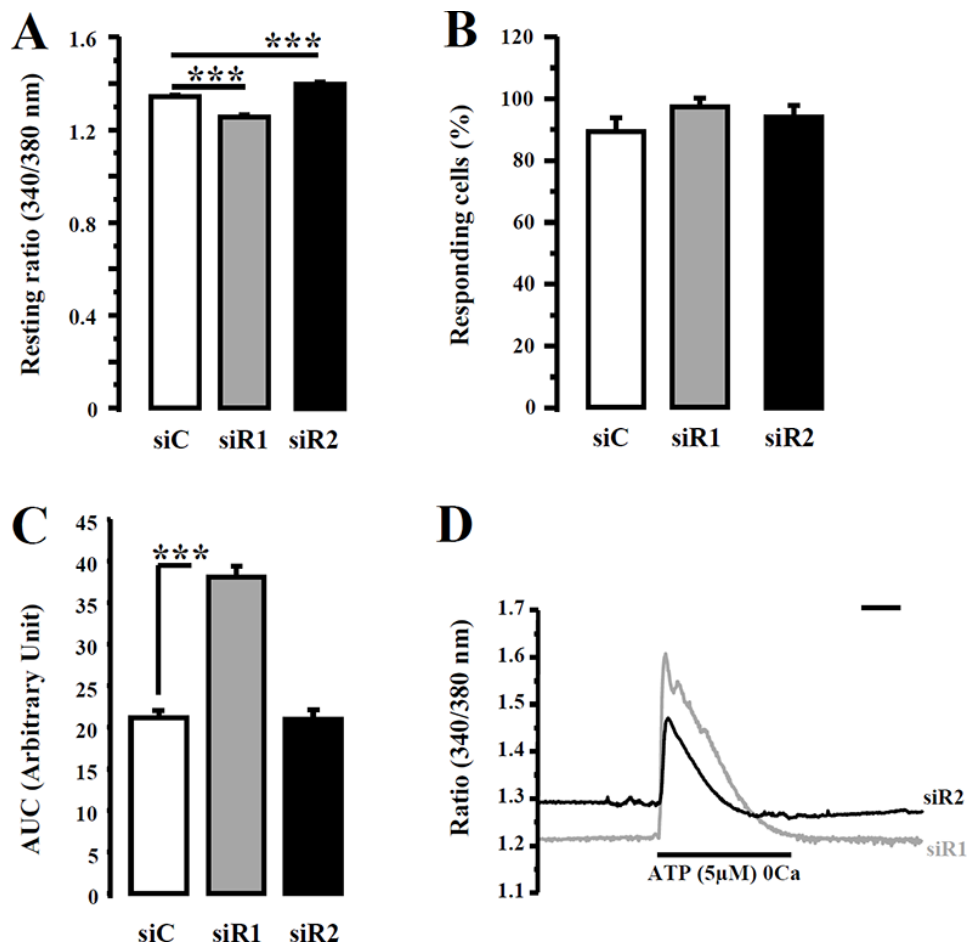 A
Resting ratio (340/380 nm)
1.6
1.2
0.8
0.4
0
***
***
siC siR1 siR2
B
Responding cells (%)
120
100
80
60
40
20
0
siC siR1 siR2
C
AUC (Arbitrary Unit)
45
40
35
30
25
20
15
10
5
0
***
siC siR1 siR2
D
Ratio (340/380 nm)
1.7
1.6
1.5
1.4
1.3
1.2
1.1
siR2
siR1
ATP (5µM) 0Ca